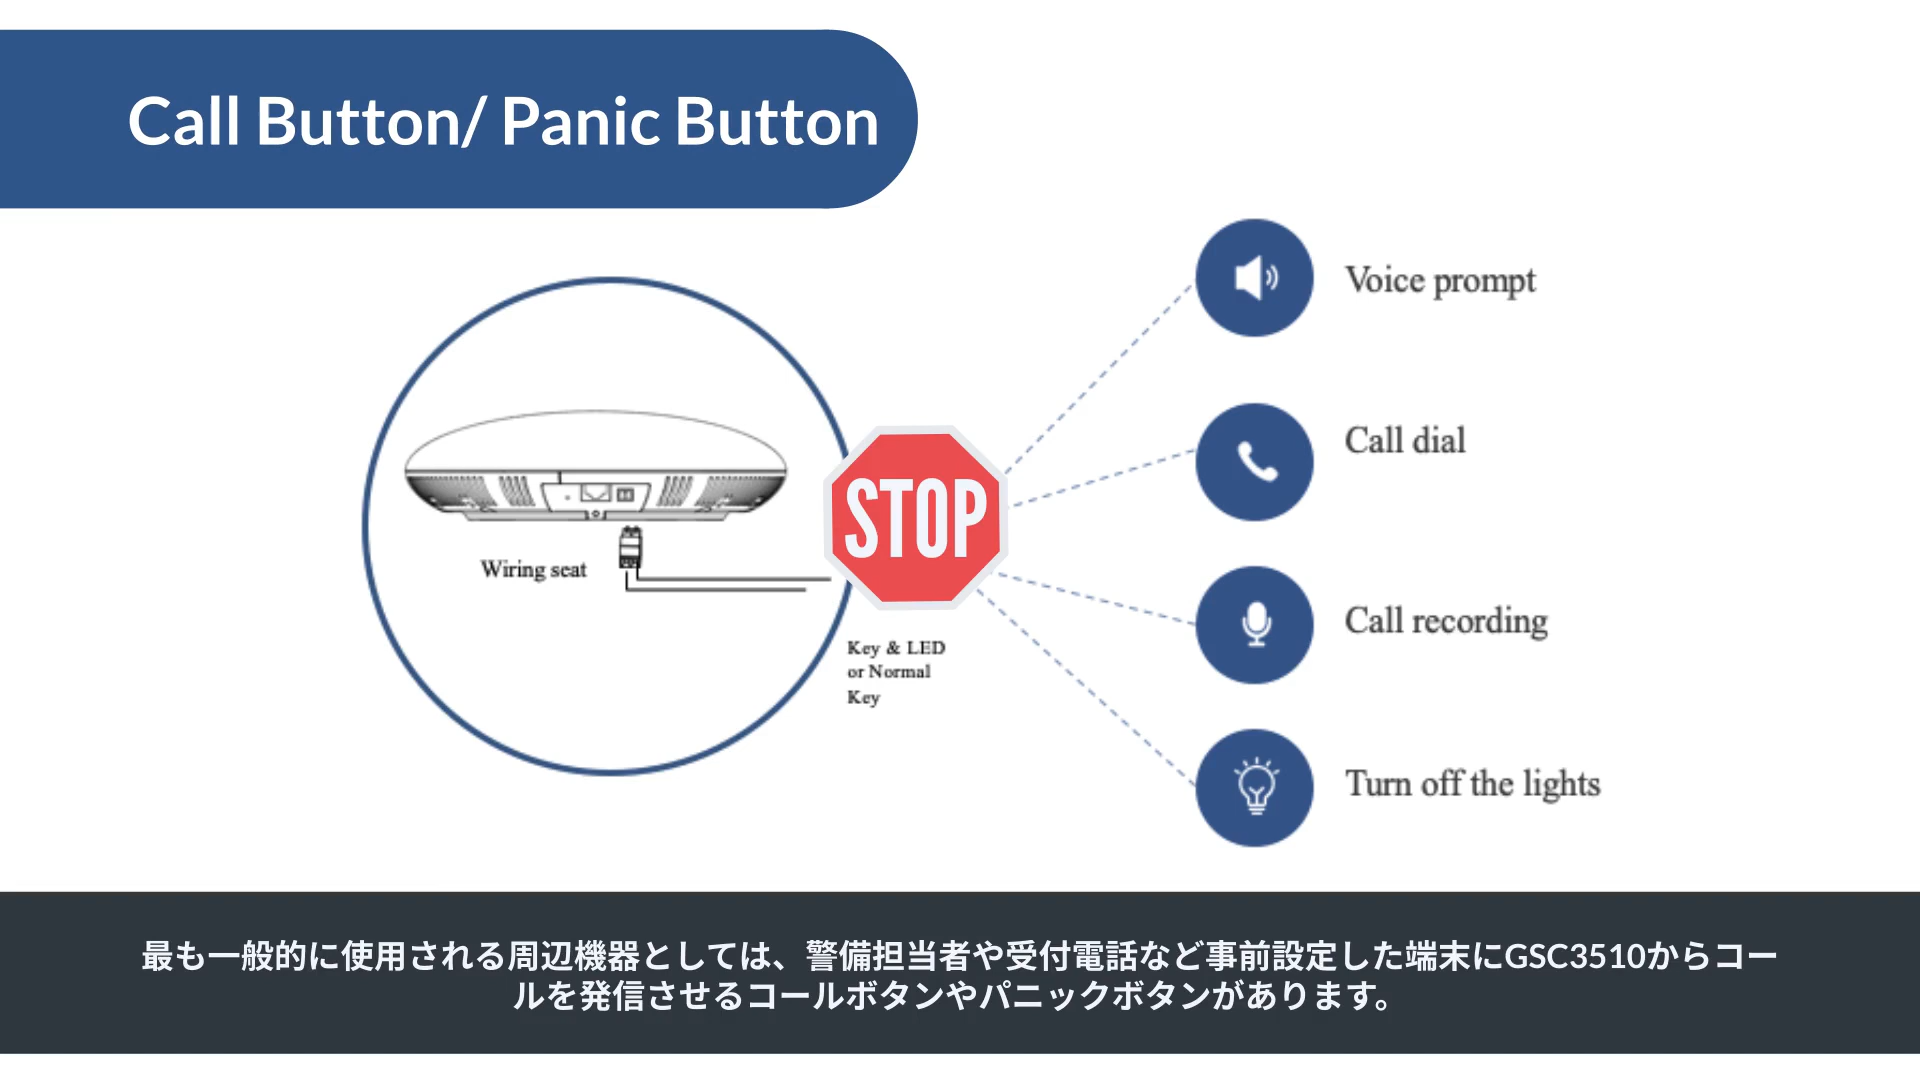 Call Button/ Panic Button
Voice prompt
Call dial
STOP
Wiring seat
Call recording
Key & LED
or Normal
Key
Turn off the lights
最も一般的に使用される周辺機器としては、警備担当者や受付電話など事前設定した端末にGSC3510からコー
ルを発信させるコールボタンやパニックボタンがあります。